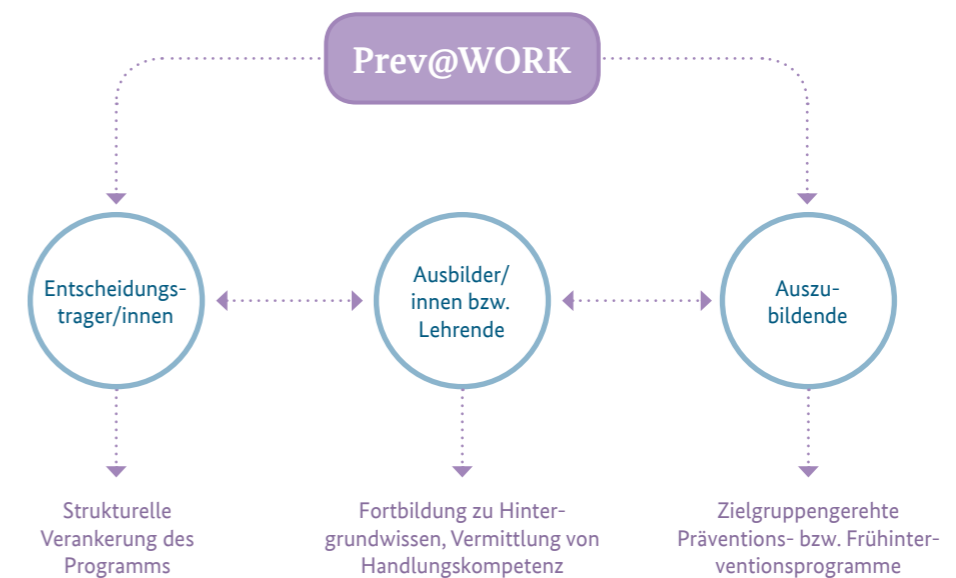 Prev@WORK
Entscheidungs-
trager/innen
Ausbilder/
innen bzw.
Lehrende
Auszu-
bildende
Strukturelle
Verankerung des
Programms
Fortbildung zu Hinter-
grundwissen, Vermittlung von
Handlungskompetenz
Zielgruppengerehte
Präventions- bzw. Frühinter-
ventionsprogramme